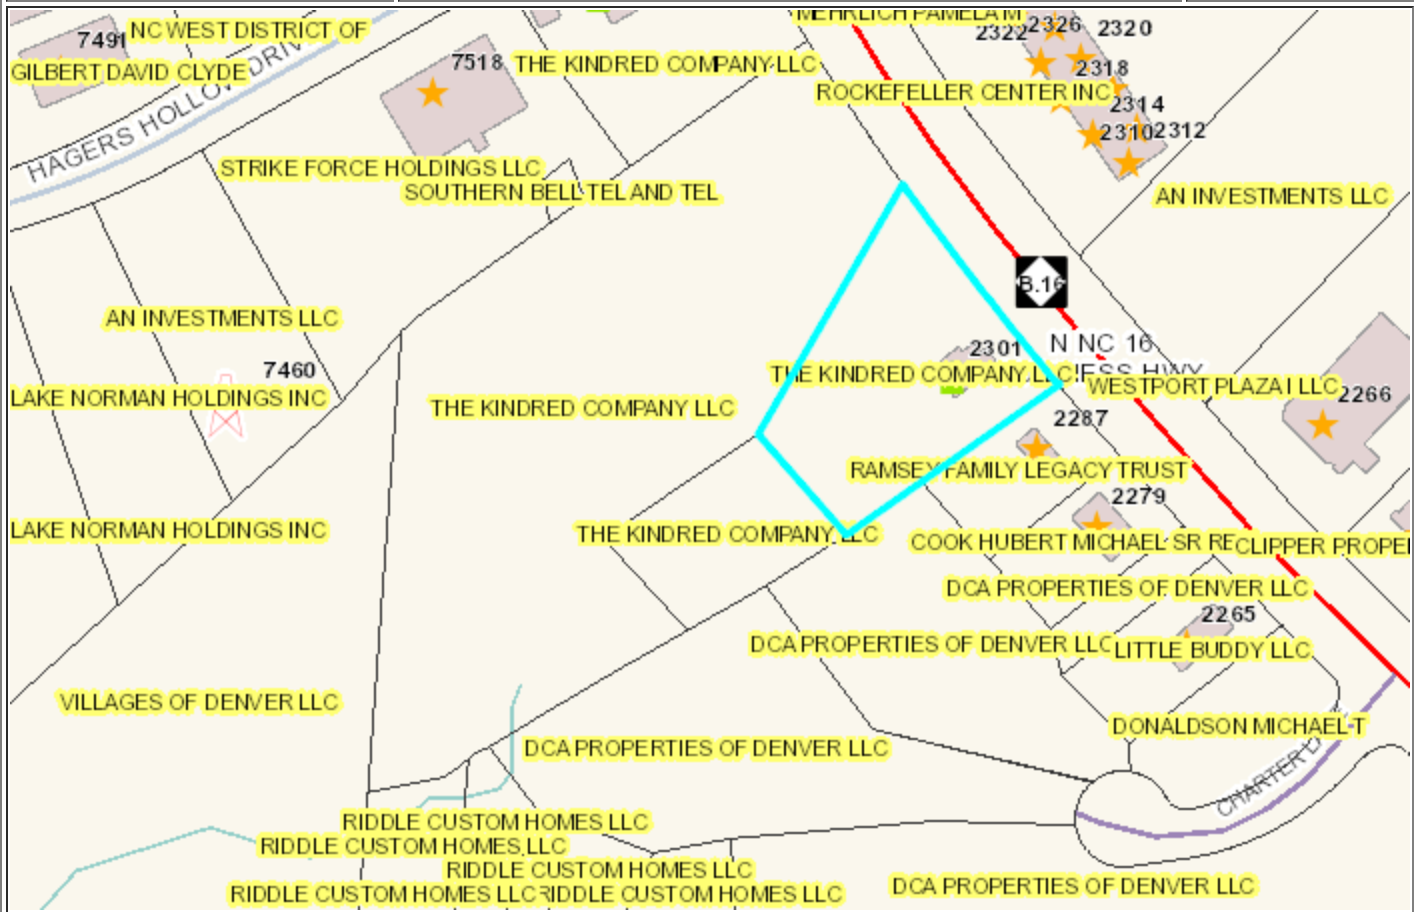 MEHRLICH PAMELA M
2326
2320
NC WEST DISTRICT OF
2322
7491
7518
THE KINDRED COMPANY LLC
2318
GILBERT DAVID CLYDE
ROCKEFELLER CENTER INC
2314
HAGERS HOLLOW DRIVE
2310
2312
STRIKE FORCE HOLDINGS LLC
SOUTHERN BELL TEL AND TEL
AN INVESTMENTS LLC
B.16
AN INVESTMENTS LLC
N NC 16
2301
7460
THE KINDRED COMPANY LLC
WESTPORT PLAZA I LLC
2266
LAKE NORMAN HOLDINGS INC
THE KINDRED COMPANY LLC
2287
RAMSEY FAMILY LEGACY TRUST
2279
LAKE NORMAN HOLDINGS INC
THE KINDRED COMPANY LLC
COOK HUBERT MICHAEL SR RE
CLIPPER PROPE
DCA PROPERTIES OF DENVER LLC
2265
DCA PROPERTIES OF DENVER LLC
LITTLE BUDDY LLC
VILLAGES OF DENVER LLC
DONALDSON MICHAEL T
DCA PROPERTIES OF DENVER LLC
CHARTER
RIDDLE CUSTOM HOMES LLC
RIDDLE CUSTOM HOMES LLC
RIDDLE CUSTOM HOMES LLC
RIDDLE CUSTOM HOMES LLC
RIDDLE CUSTOM HOMES LLC
DCA PROPERTIES OF DENVER LLC